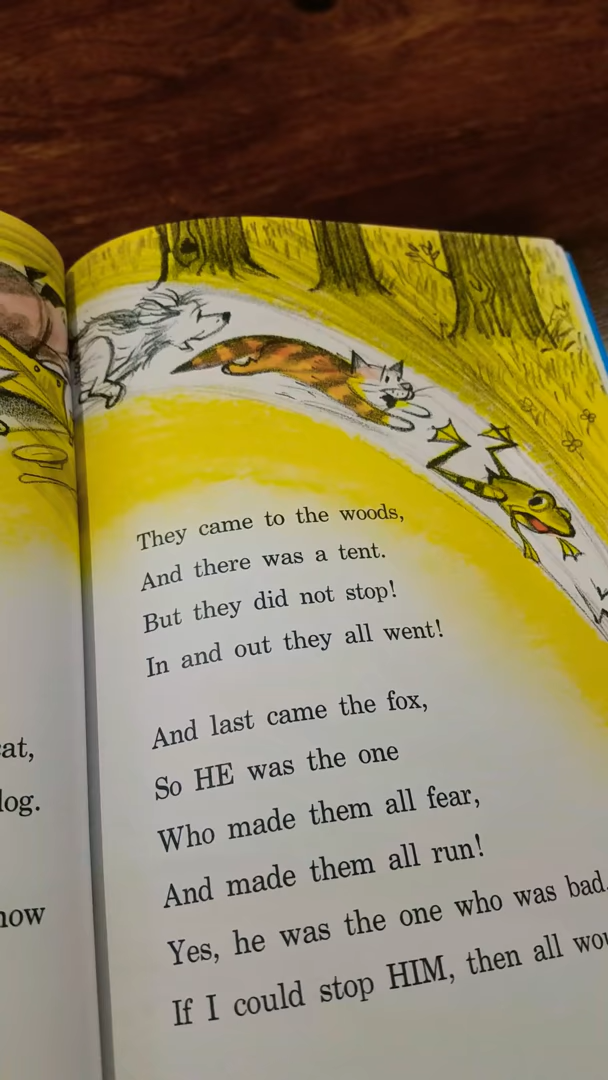 cat,
now
They came to the woods,
And there was a tent.
But they did not stop!
In and out they all went!
And last came the fox,
So HE was the one
Who made them all fear,
And made them all run!
Yes, he was the one who was bad.
If I could stop HIM, then all